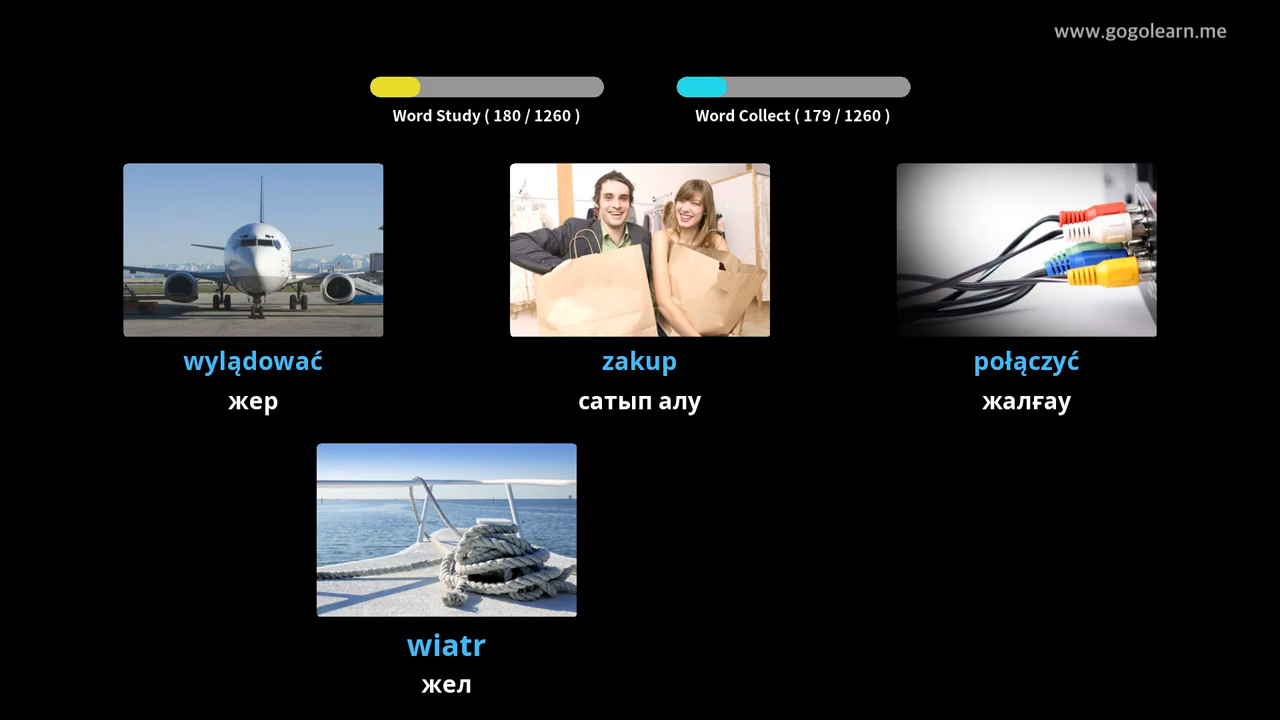 www.gogolearn.me
Word Study ( 180 / 1260 )
Word Collect ( 179 / 1260 )
wylądować
жер
zakup
сатып алу
połączyć
жалғау
wiatr
жел